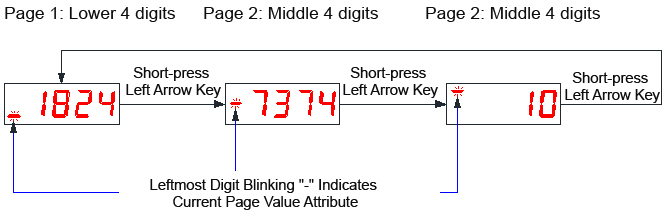 Page 1: Lower 4 digits
Page 2: Middle 4 digits
Page 2: Middle 4 digits
1824
Short-press
Left Arrow Key
-7374
Short-press
Left Arrow Key
- 10
Short-press
Left Arrow Key
Leftmost Digit Blinking "-" Indicates
Current Page Value Attribute